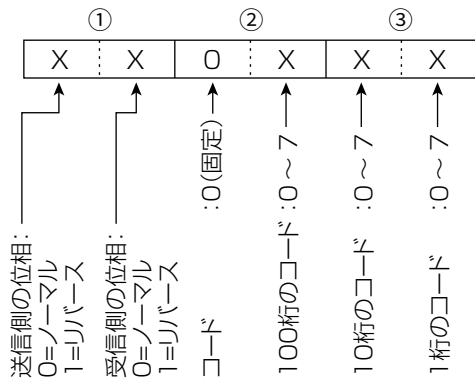 ① ② ③
X X 0 X X X
送信側の位相:
0=ノーマル
1=リバース
受信側の位相:
0=ノーマル
1=リバース
コード :0(固定)
100桁のコード :0～7
10桁のコード :0～7
1桁のコード :0～7